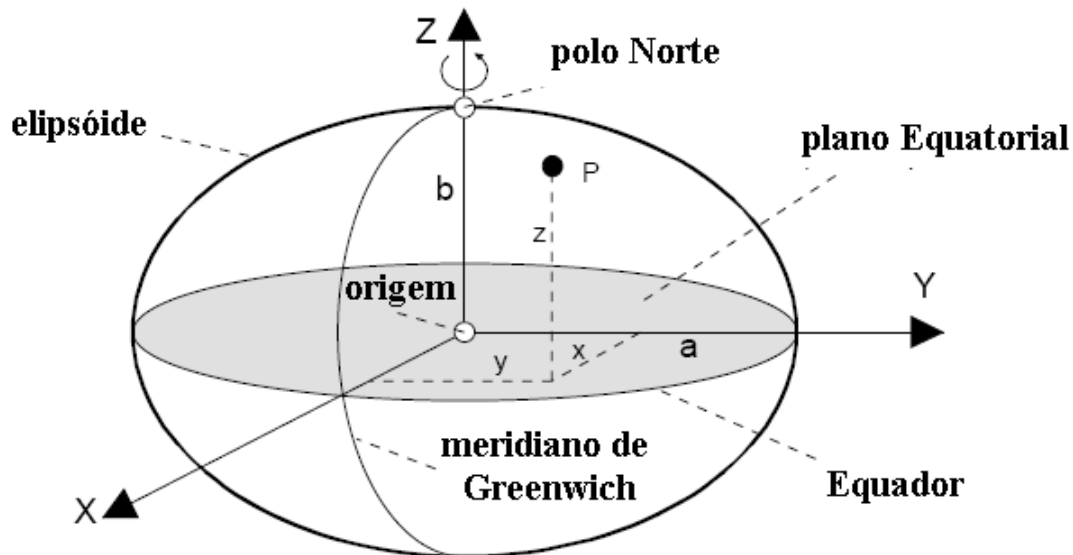 Z
polo Norte
elipsóide
plano Equatorial
b
P
z
origem
Y
y
x
a
meridiano de
Greenwich
Equador
X